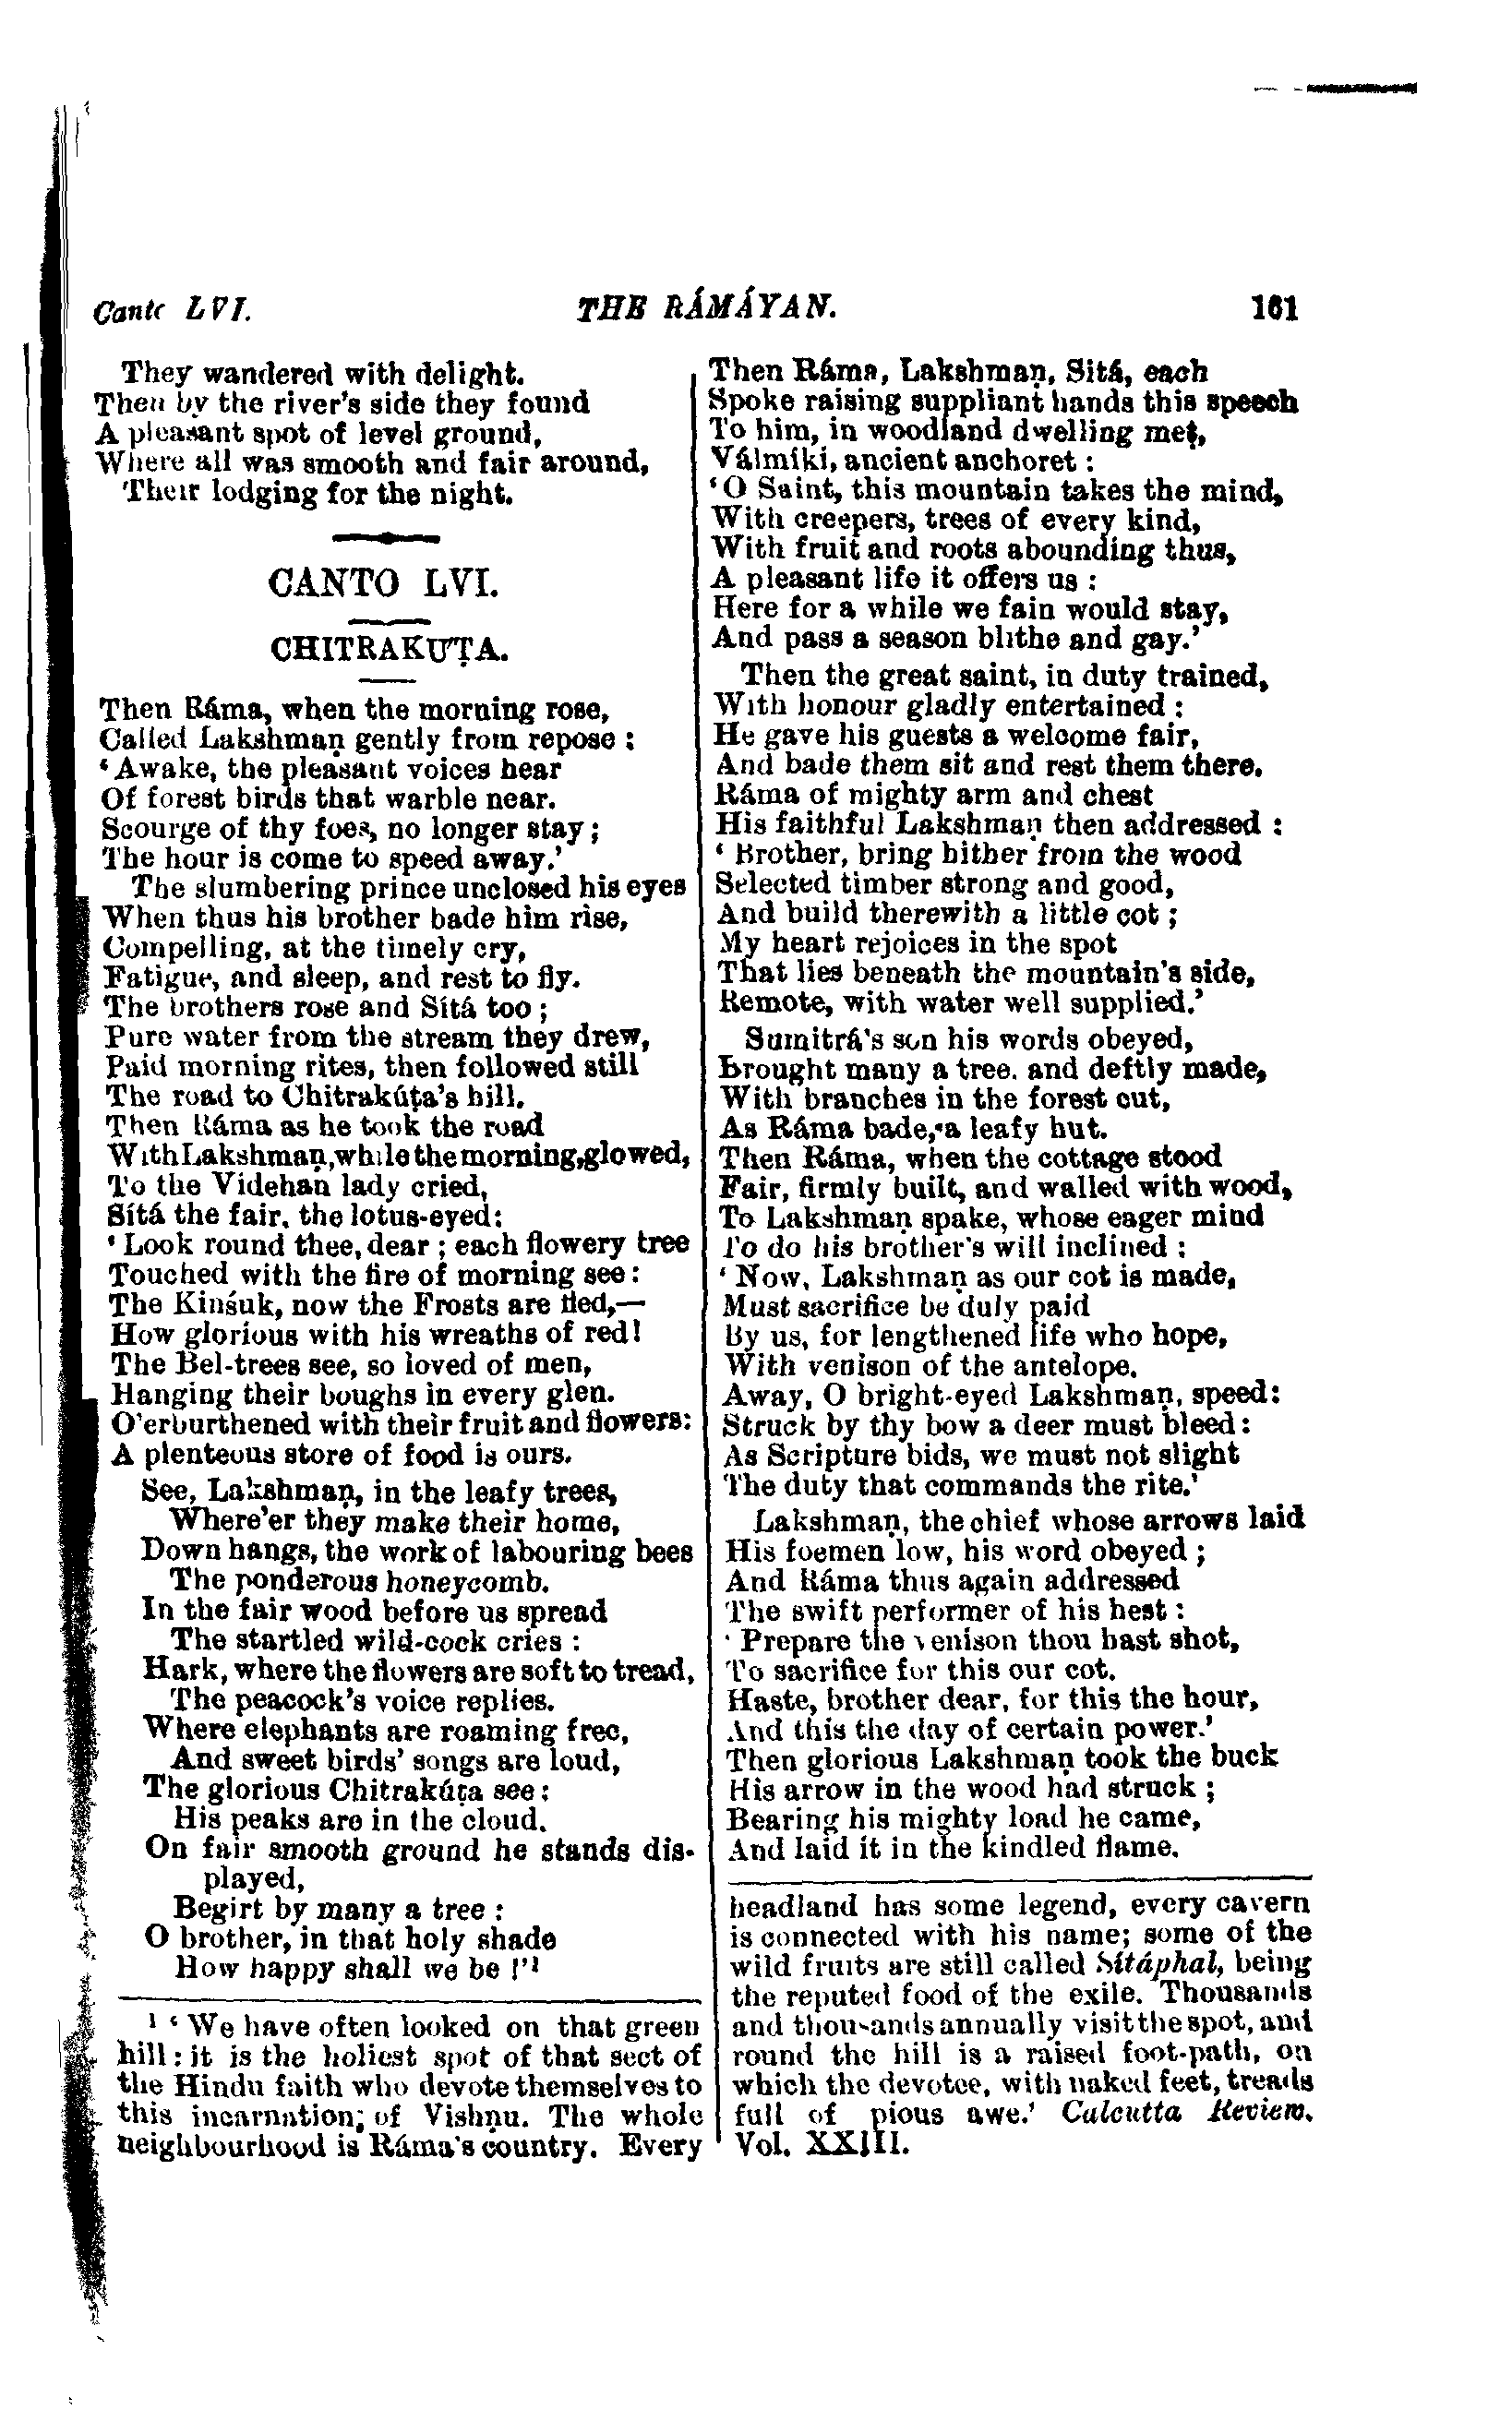 Canto LVI. THE RÁMÁYAN. 161
They wandered with delight.
Then by the river's side they found
A pleasant spot of level ground,
Where all was smooth and fair around,
Their lodging for the night.
CANTO LVI.
CHITRAKUṬA.
Then Ráma, when the morning rose,
Called Lakshmaṇ gently from repose :
‘Awake, the pleasant voices hear
Of forest birds that warble near.
Scourge of thy foes, no longer stay ;
The hour is come to speed away.’
The slumbering prince unclosed his eyes
When thus his brother bade him rise,
Compelling, at the timely cry,
Fatigue, and sleep, and rest to fly.
The brothers rose and Sítá too ;
Pure water from the stream they drew,
Paid morning rites, then followed still
The road to Chitrakúṭa's hill.
Then Ráma as he took the road
With Lakshmaṇ, while the morning, glowed,
To the Videhan lady cried,
Sítá the fair, the lotus-eyed:
‘Look round thee, dear ; each flowery tree
Touched with the fire of morning see:
The Kinśuk, now the Frosts are fled,—
How glorious with his wreaths of red!
The Bel-trees see, so loved of men,
Hanging their boughs in every glen.
O'erburthened with their fruit and flowers:
A plenteous store of food is ours.
See, Lakshmaṇ, in the leafy trees,
Where'er they make their home,
Down hangs, the work of labouring bees
The ponderous honeycomb.
In the fair wood before us spread
The startled wild-cock cries :
Hark, where the flowers are soft to tread,
The peacock's voice replies.
Where elephants are roaming free,
And sweet birds' songs are loud,
The glorious Chitrakúṭa see:
His peaks are in the cloud.
On fair smooth ground he stands dis-
played,
Begirt by many a tree :
O brother, in that holy shade
How happy shall we be !’1
1 ‘We have often looked on that green
hill: it is the holiest spot of that sect of
the Hindu faith who devote themselves to
this incarnation; of Vishṇu. The whole
neighbourhood is Ráma's country. Every
Then Ráma, Lakshmaṇ, Sitá, each
Spoke raising suppliant hands this speech
To him, in woodland dwelling met,
Válmíki, ancient anchoret :
‘O Saint, this mountain takes the mind,
With creepers, trees of every kind,
With fruit and roots abounding thus,
A pleasant life it offers us :
Here for a while we fain would stay,
And pass a season blithe and gay.’
Then the great saint, in duty trained,
With honour gladly entertained :
He gave his guests a welcome fair,
And bade them sit and rest them there.
Ráma of mighty arm and chest
His faithful Lakshmaṇ then addressed :
‘Brother, bring hither from the wood
Selected timber strong and good,
And build therewith a little cot ;
My heart rejoices in the spot
That lies beneath the mountain's side,
Remote, with water well supplied.’
Sumitrá's son his words obeyed,
Brought many a tree. and deftly made,
With branches in the forest cut,
As Ráma bade, a leafy hut.
Then Ráma, when the cottage stood
Fair, firmly built, and walled with wood,
To Lakshmaṇ spake, whose eager mind
To do his brother's will inclined :
‘Now, Lakshmaṇ as our cot is made,
Must sacrifice be duly paid
By us, for lengthened life who hope,
With venison of the antelope.
Away, O bright-eyed Lakshmaṇ, speed:
Struck by thy bow a deer must bleed:
As Scripture bids, we must not slight
The duty that commands the rite.’
Lakshmaṇ, the chief whose arrows laid
His foemen low, his word obeyed ;
And Ráma thus again addressed
The swift performer of his hest :
‘Prepare the venison thou hast shot,
To sacrifice for this our cot.
Haste, brother dear, for this the hour,
And this the day of certain power.’
Then glorious Lakshmaṇ took the buck
His arrow in the wood had struck ;
Bearing his mighty load he came,
And laid it in the kindled flame.
headland has some legend, every cavern
is connected with his name; some of the
wild fruits are still called Sítáphal, being
the reputed food of the exile. Thousands
and thousands annually visit the spot, and
round the hill is a raised foot-path, on
which the devotee, with naked feet, treads
full of pious awe.’ Calcutta Review.
Vol. XXIII.